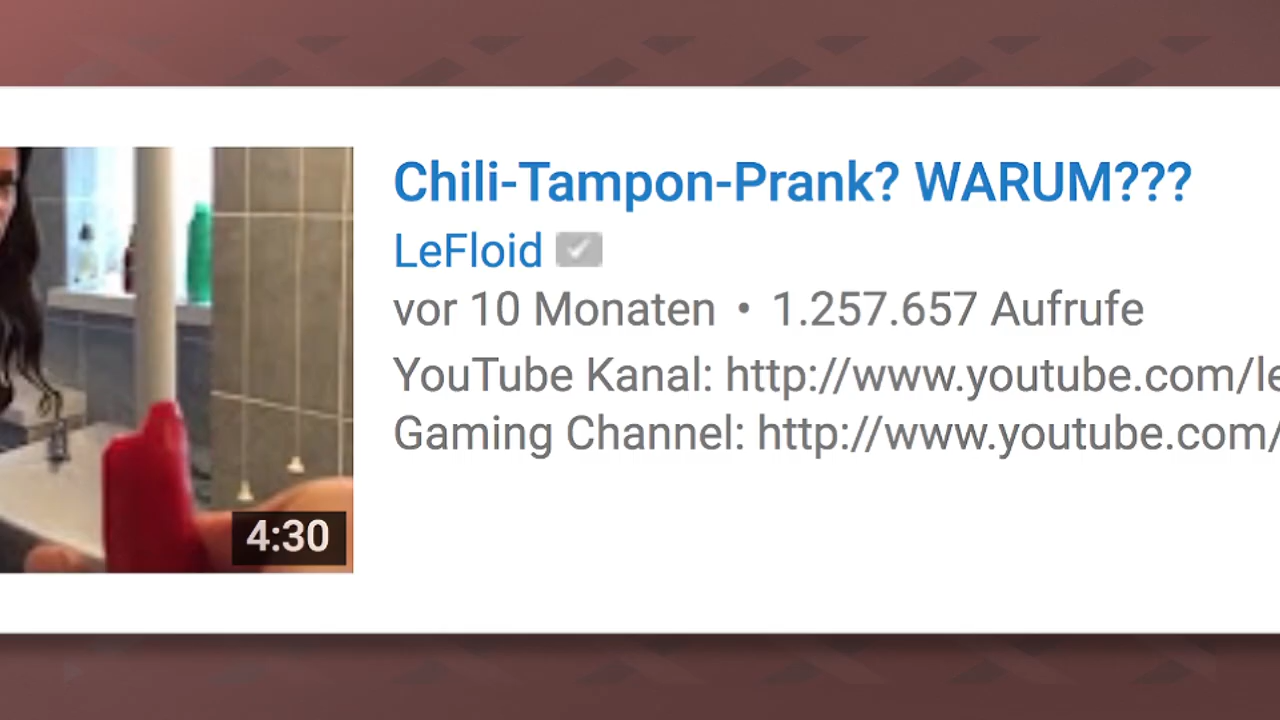 Chili-Tampon-Prank? WARUM???
LeFloid
vor 10 Monaten • 1.257.657 Aufrufe
YouTube Kanal: http://www.youtube.com/le
Gaming Channel: http://www.youtube.com/
4:30